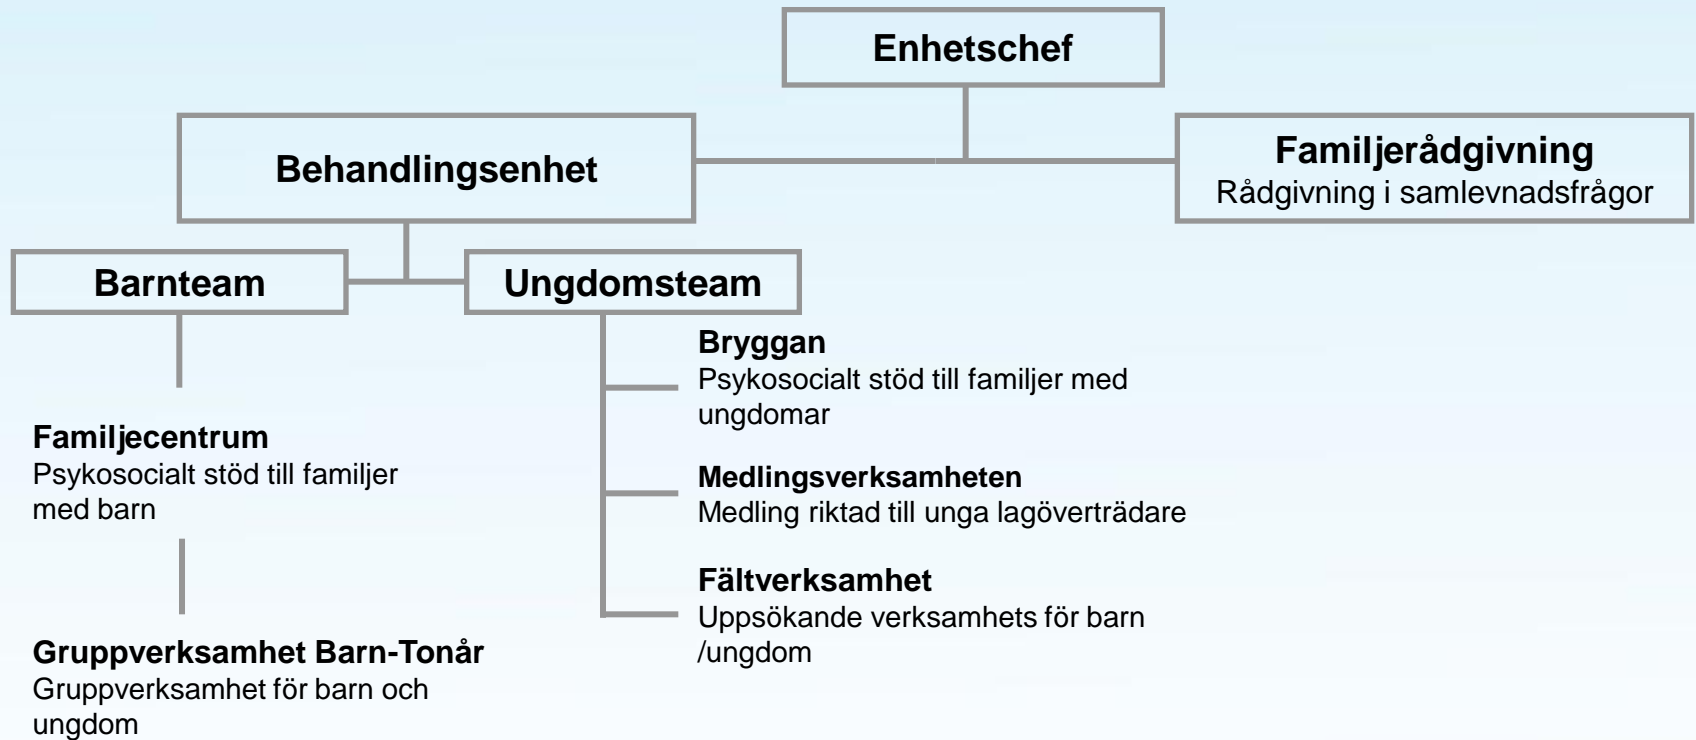 Enhetschef
Behandlingsenhet
Familjerådgivning
Rådgivning i samlevnadsfrågor
Barnteam
Ungdomsteam
Familjecentrum
Psykosocialt stöd till familjer
med barn
Gruppverksamhet Barn-Tonår
Gruppverksamhet för barn och
ungdom
Bryggan
Psykosocialt stöd till familjer med
ungdomar
Medlingsverksamheten
Medling riktad till unga lagöverträdare
Fältverksamhet
Uppsökande verksamhets för barn
/ungdom